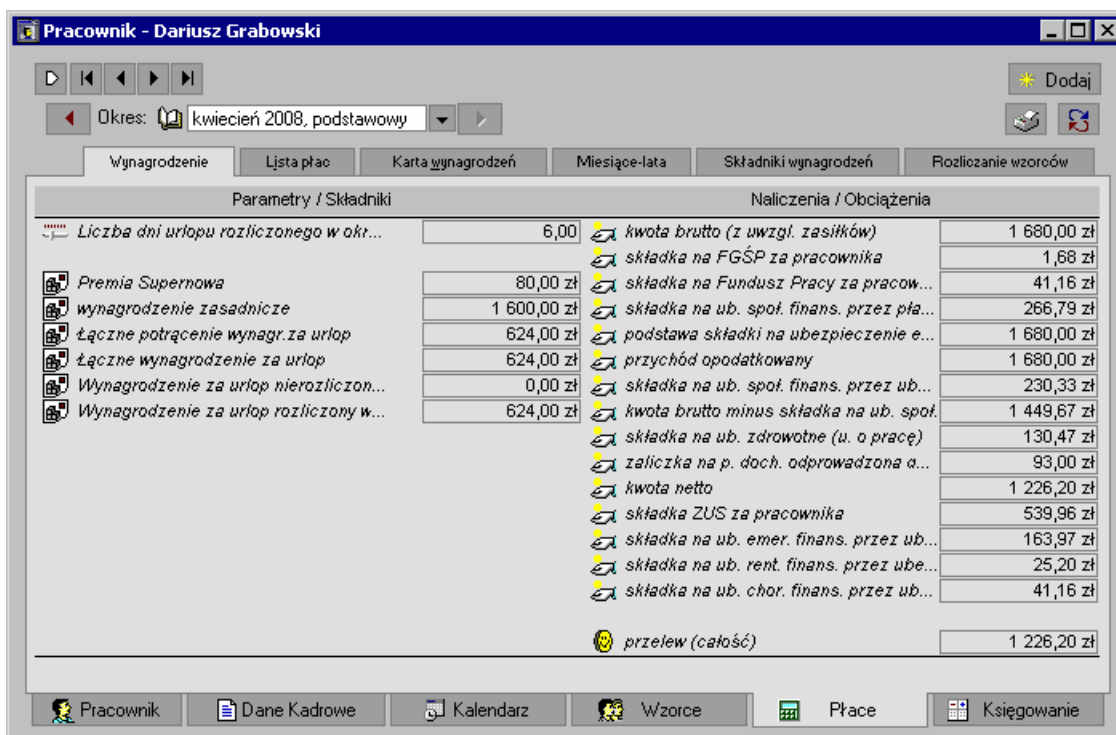 Pracownik - Dariusz Grabowski
Dodaj
Okres: kwiecień 2008, podstawowy
Wynagrodzenie Lista płac Karta wynagrodzeń Miesiące-lata Składniki wynagrodzeń Rozliczanie wzorców
Parametry / Składniki Naliczenia / Obciążenia
Liczba dni urlopu rozliczonego w okr... 6,00 kwota brutto (z uwzgl. zasiłków) 1 680,00 zł
składka na FGŚP za pracownika 1,68 zł
Premia Supernowa 80,00 zł składka na Fundusz Pracy za pracow... 41,16 zł
wynagrodzenie zasadnicze 1 600,00 zł składka na ub. społ. finans. przez pła... 266,79 zł
Łączne potrącenie wynagr.za urlop 624,00 zł podstawa składki na ubezpieczenie e... 1 680,00 zł
Łączne wynagrodzenie za urlop 624,00 zł przychód opodatkowany 1 680,00 zł
Wynagrodzenie za urlop nierozliczon... 0,00 zł składka na ub. społ. finans. przez ub... 230,33 zł
Wynagrodzenie za urlop rozliczony w... 624,00 zł kwota brutto minus składka na ub. społ. 1 449,67 zł
składka na ub. zdrowotne (u. o pracę) 130,47 zł
zaliczka na p. doch. odprowadzona d... 93,00 zł
kwota netto 1 226,20 zł
składka ZUS za pracownika 539,96 zł
składka na ub. emer. finans. przez ub... 163,97 zł
składka na ub. rent. finans. przez ube... 25,20 zł
składka na ub. chor. finans. przez ub... 41,16 zł
przelew (całość) 1 226,20 zł
Pracownik Dane Kadrowe Kalendarz Wzorce Płace Księgowanie